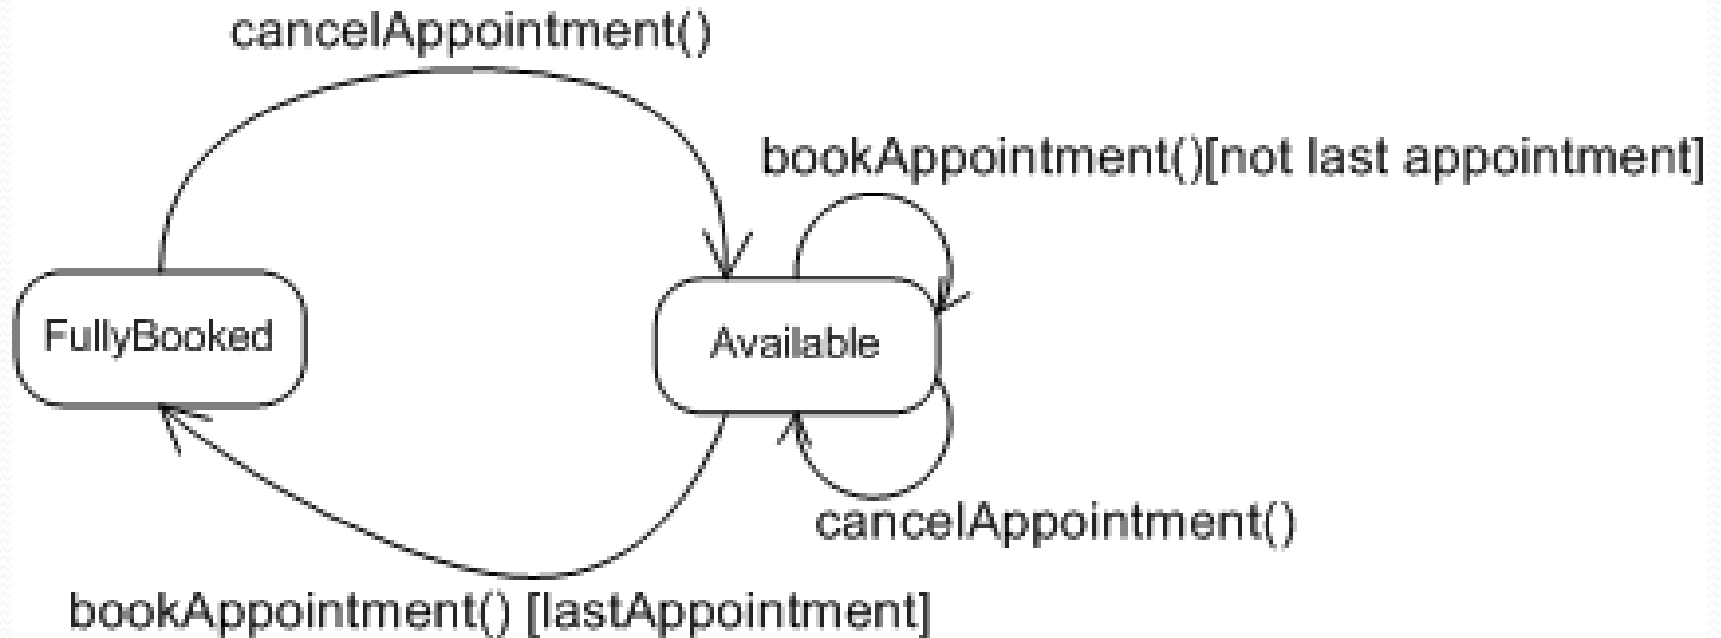 cancelAppointment()
bookAppointment()[not last appointment]
FullyBooked
Available
cancelAppointment()
bookAppointment() [lastAppointment]